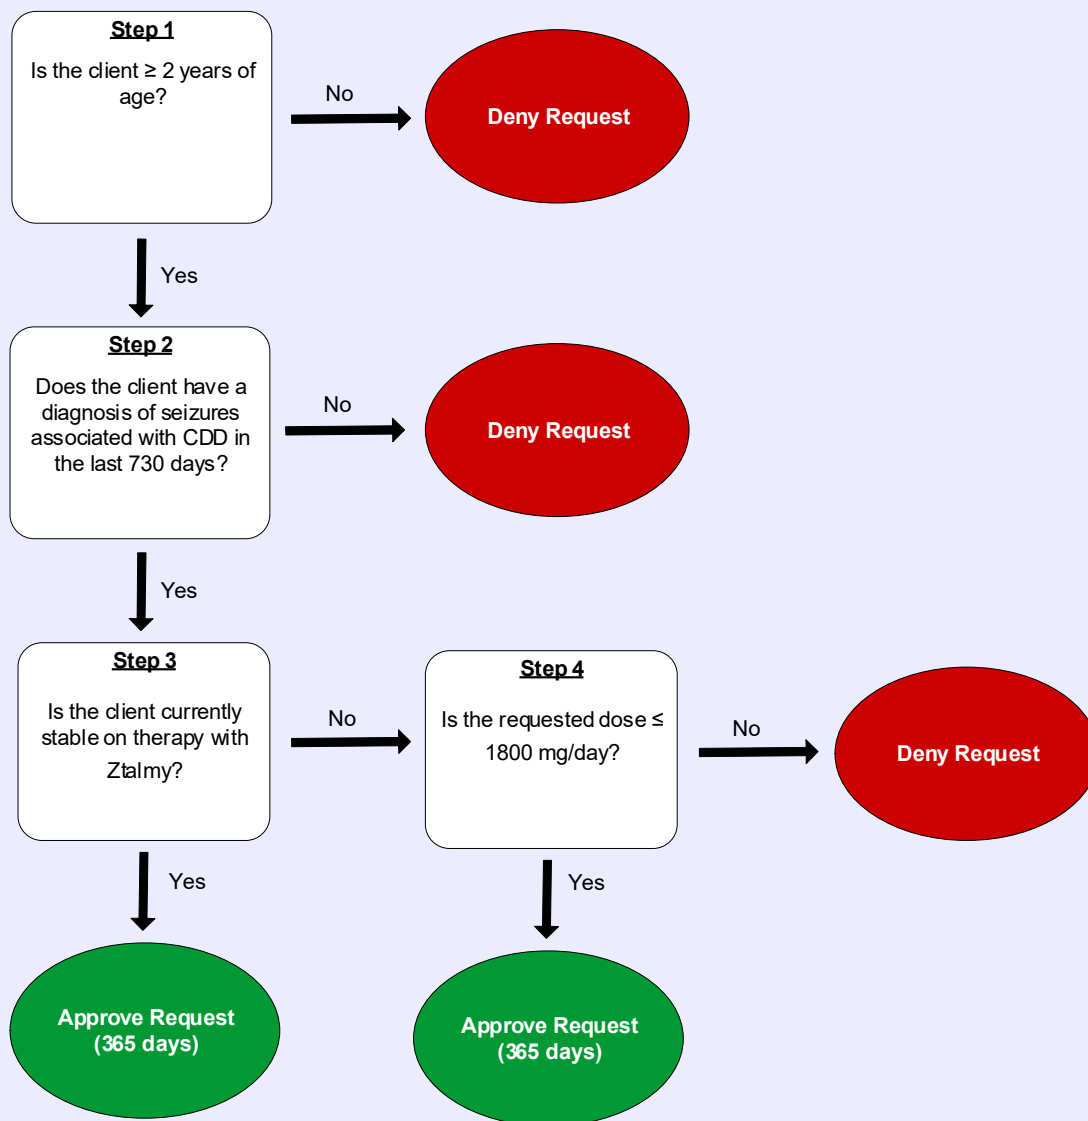 Step 1
Is the client ≥ 2 years of
age?
No
Deny Request
Yes
Step 2
Does the client have a
diagnosis of seizures
associated with CDD in
the last 730 days?
No
Deny Request
Yes
Step 3
Is the client currently
stable on therapy with
Ztalmy?
No
Step 4
Is the requested dose ≤
1800 mg/day?
No
Deny Request
Yes
Yes
Approve Request
(365 days)
Approve Request
(365 days)